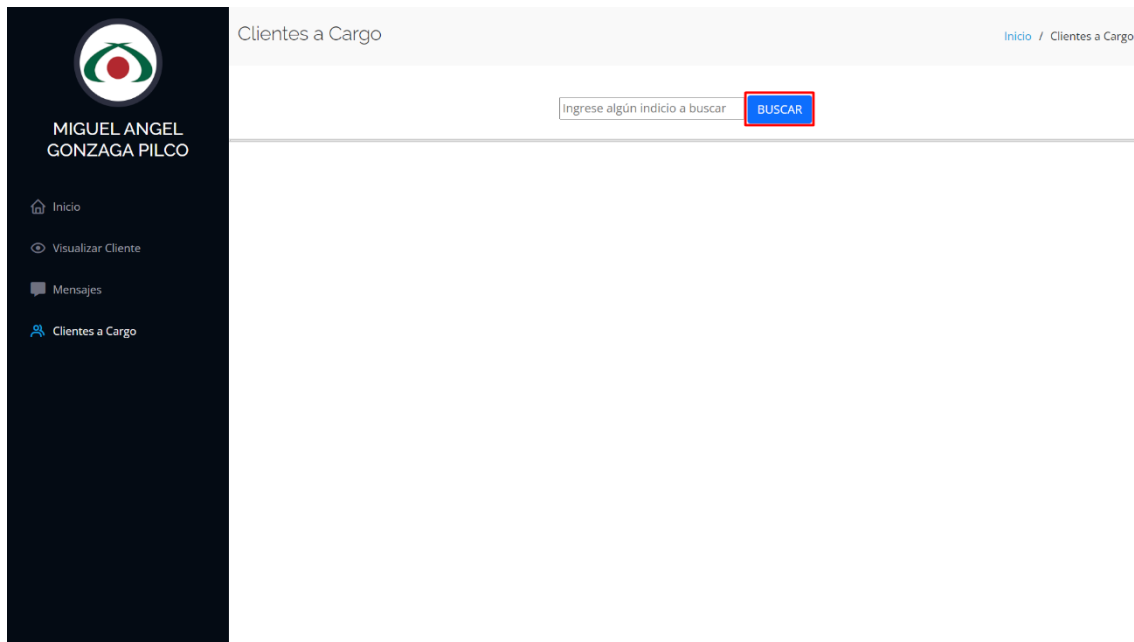 MIGUEL ANGEL
GONZAGA PILCO
Inicio
Visualizar Cliente
Mensajes
Clientes a Cargo
Clientes a Cargo
Inicio / Clientes a Cargo
Ingrese algún indicio a buscar
BUSCAR